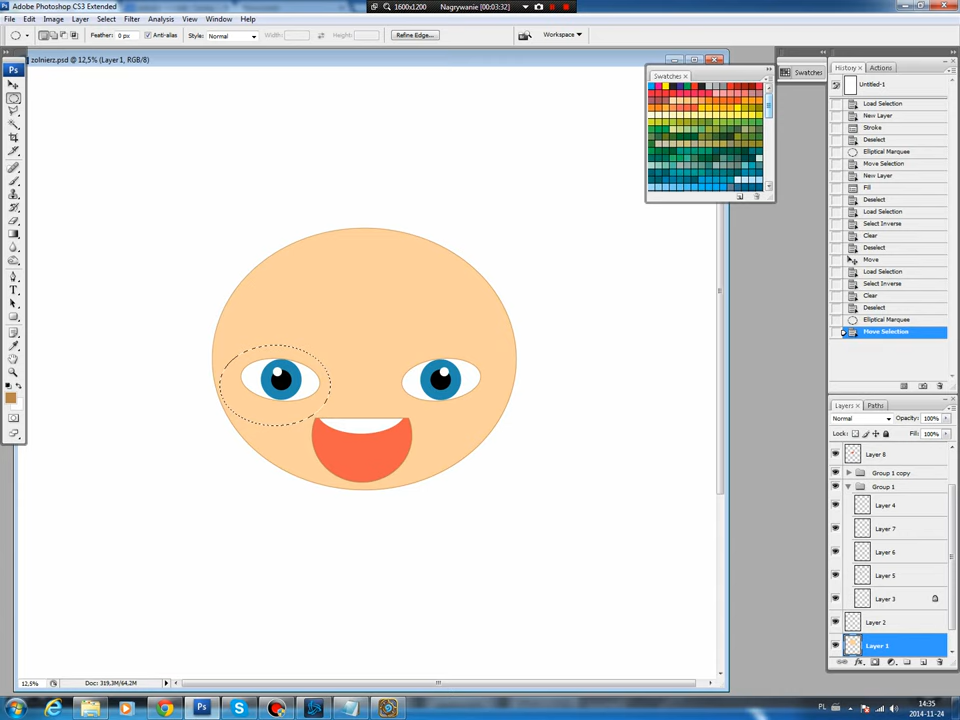 Adobe Photoshop CS3 Extended
1600x1200
Nagrywanie [00:03:32]
File Edit Image Layer Select Filter Analysis View Window Help
Feather: 0 px
Anti-alias
Style: Normal
Width:
Height:
Refine Edge...
Workspace
Ps
zolnierz.psd @ 12,5% (Layer 1, RGB/8)
Swatches x
Swatches
History x Actions
Untitled-1
Load Selection
New Layer
Stroke
Deselect
Elliptical Marquee
Move Selection
New Layer
Fill
Deselect
Load Selection
Select Inverse
Clear
Deselect
Move
Load Selection
Select Inverse
Clear
Deselect
Elliptical Marquee
Move Selection
Layers x Paths
Normal
Opacity: 100%
Lock:
Fill: 100%
Layer 8
Group 1 copy
Group 1
Layer 4
Layer 7
Layer 6
Layer 5
Layer 3
Layer 2
Layer 1
12,5%
Doc: 319,3M/64,2M
PL
14:35
2014-11-24